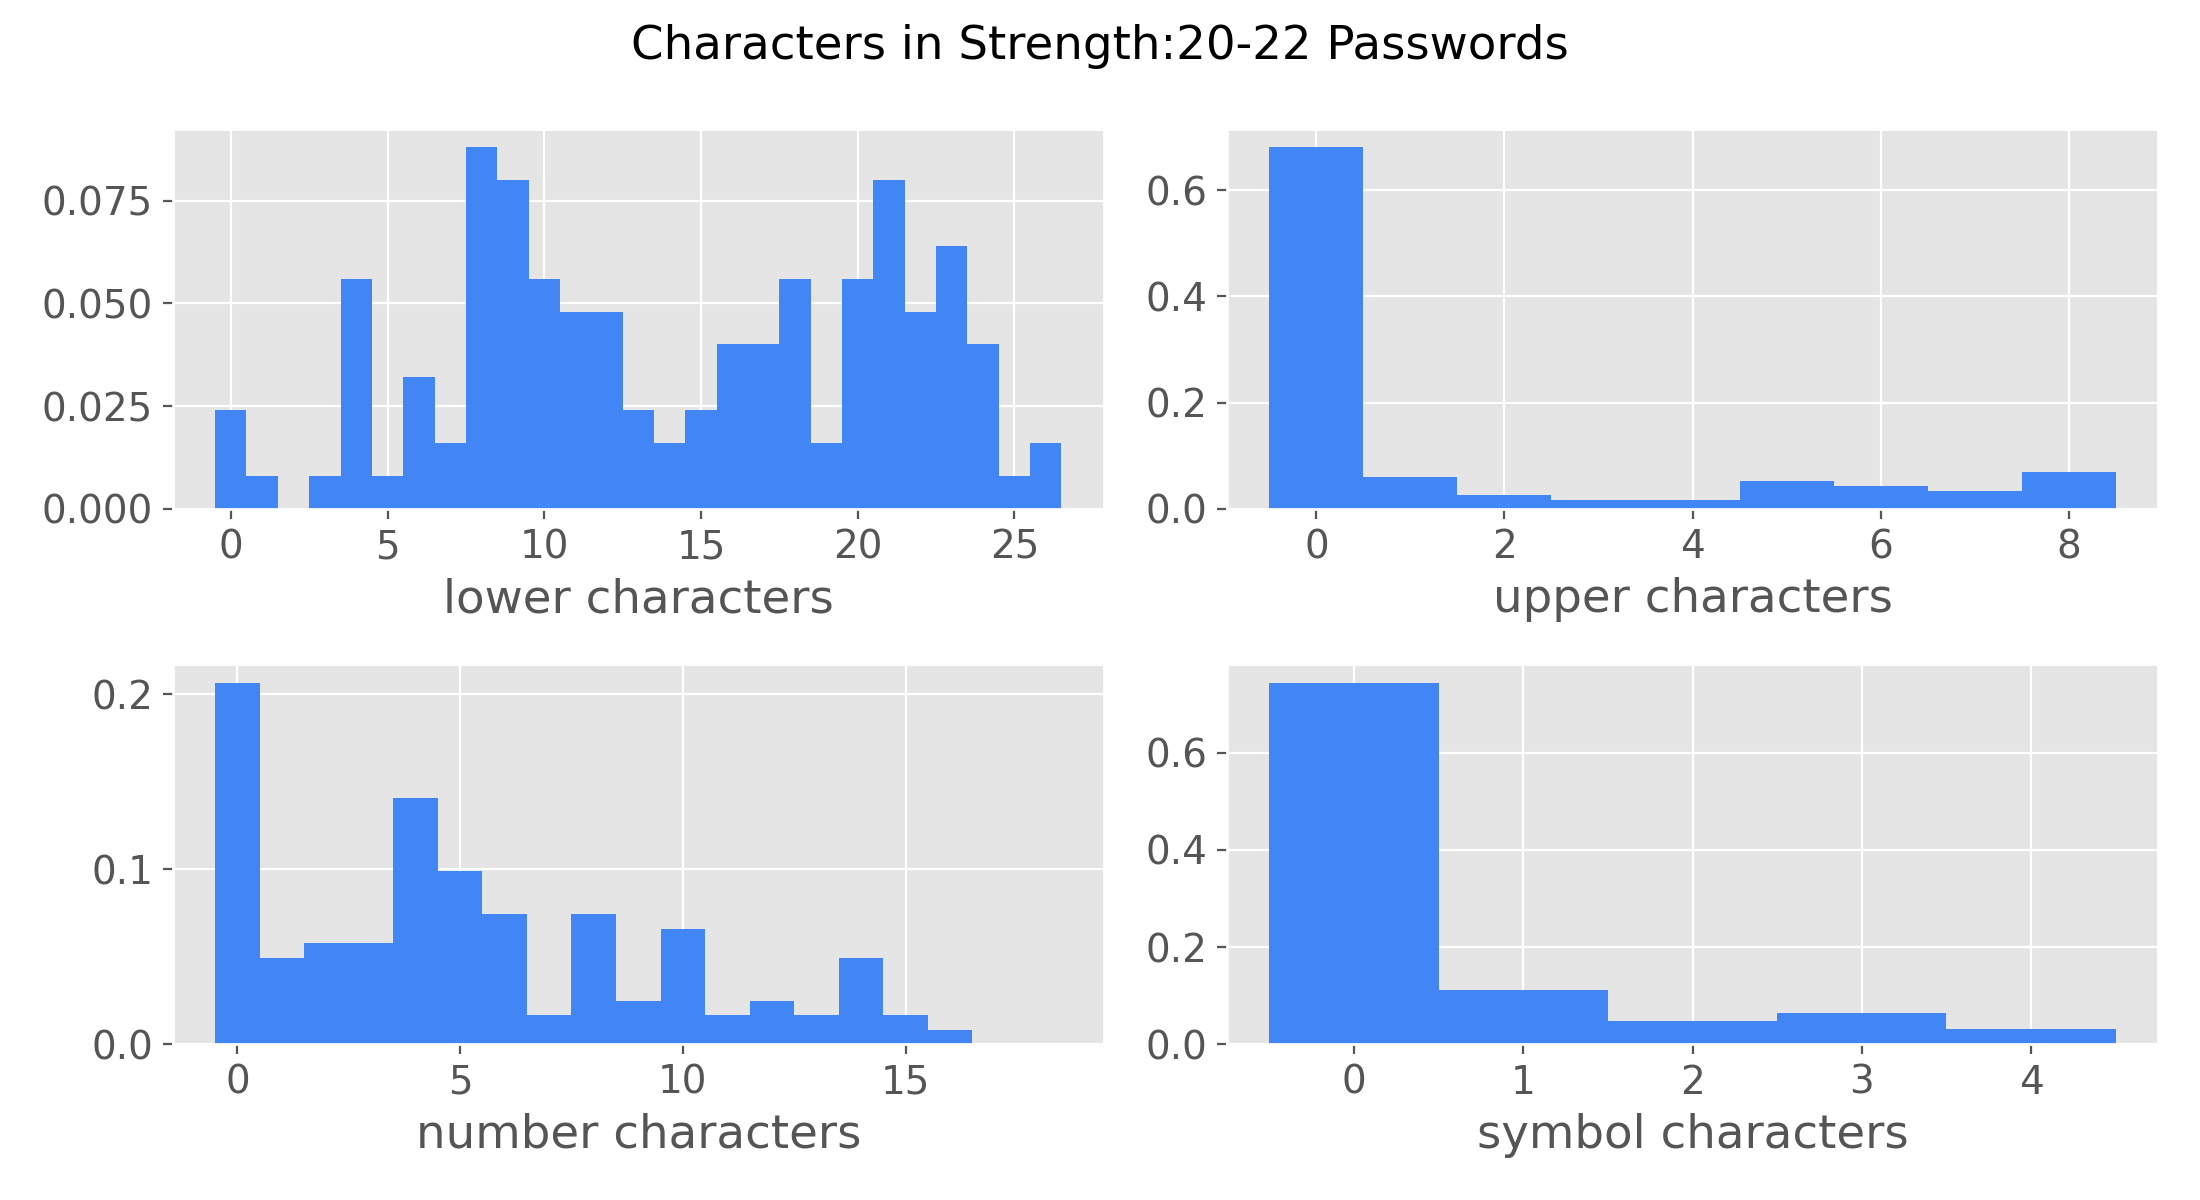 Characters in Strength:20-22 Passwords
0.075
0.050
0.025
0.000
0 5 10 15 20 25
lower characters
0.6
0.4
0.2
0.0
0 2 4 6 8
upper characters
0.2
0.1
0.0
0 5 10 15
number characters
0.6
0.4
0.2
0.0
0 1 2 3 4
symbol characters